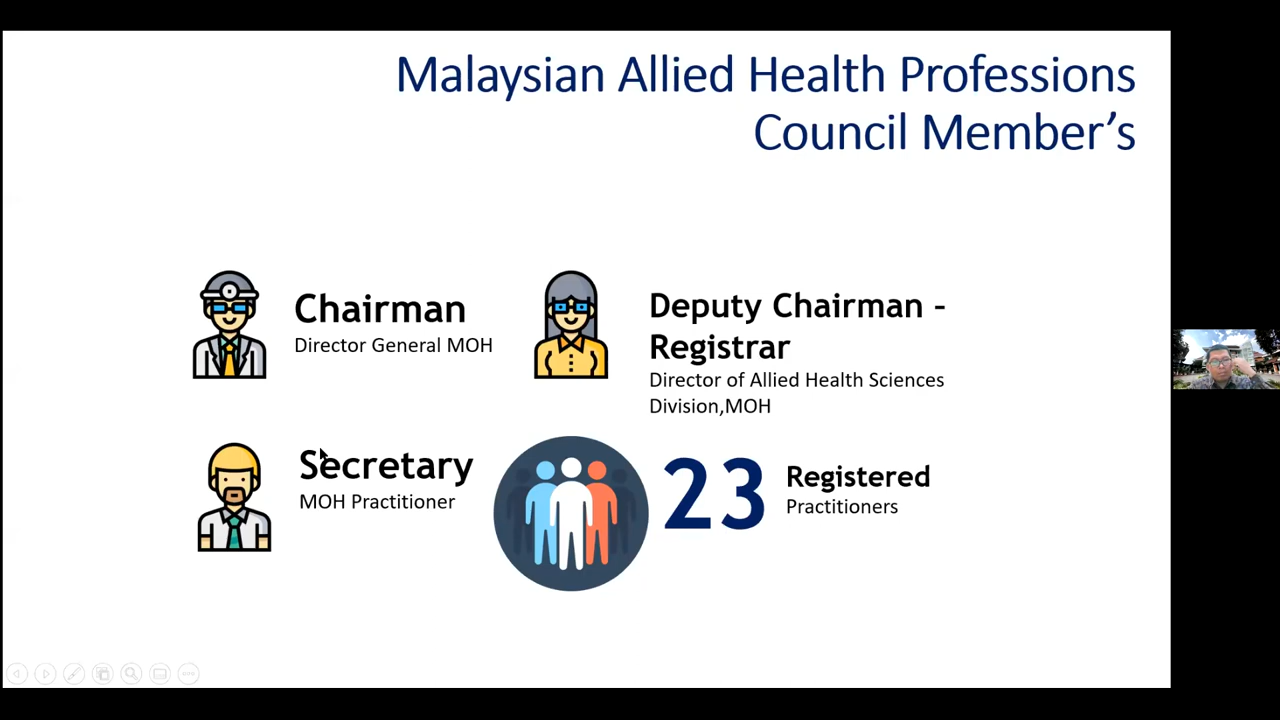 Malaysian Allied Health Professions
Council Member’s
Chairman
Director General MOH
Deputy Chairman -
Registrar
Director of Allied Health Sciences
Division,MOH
Secretary
MOH Practitioner
23
Registered
Practitioners